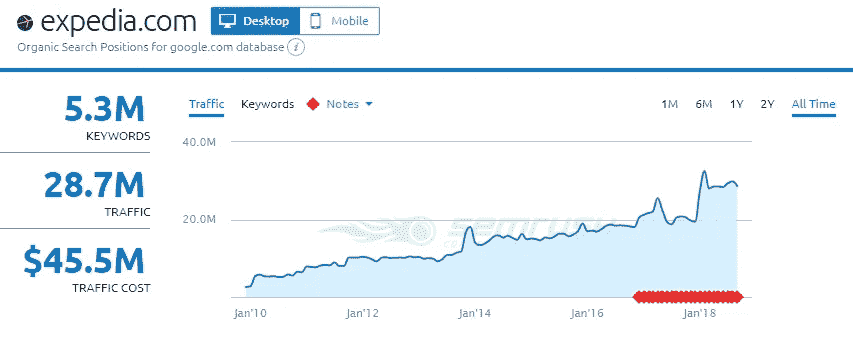 expedia.com Desktop Mobile
Organic Search Positions for google.com database i
5.3M
KEYWORDS
28.7M
TRAFFIC
$45.5M
TRAFFIC COST
Traffic Keywords Notes 1M 6M 1Y 2Y All Time
40.0M
20.0M
semrush
Jan'10 Jan'12 Jan'14 Jan'16 Jan'18